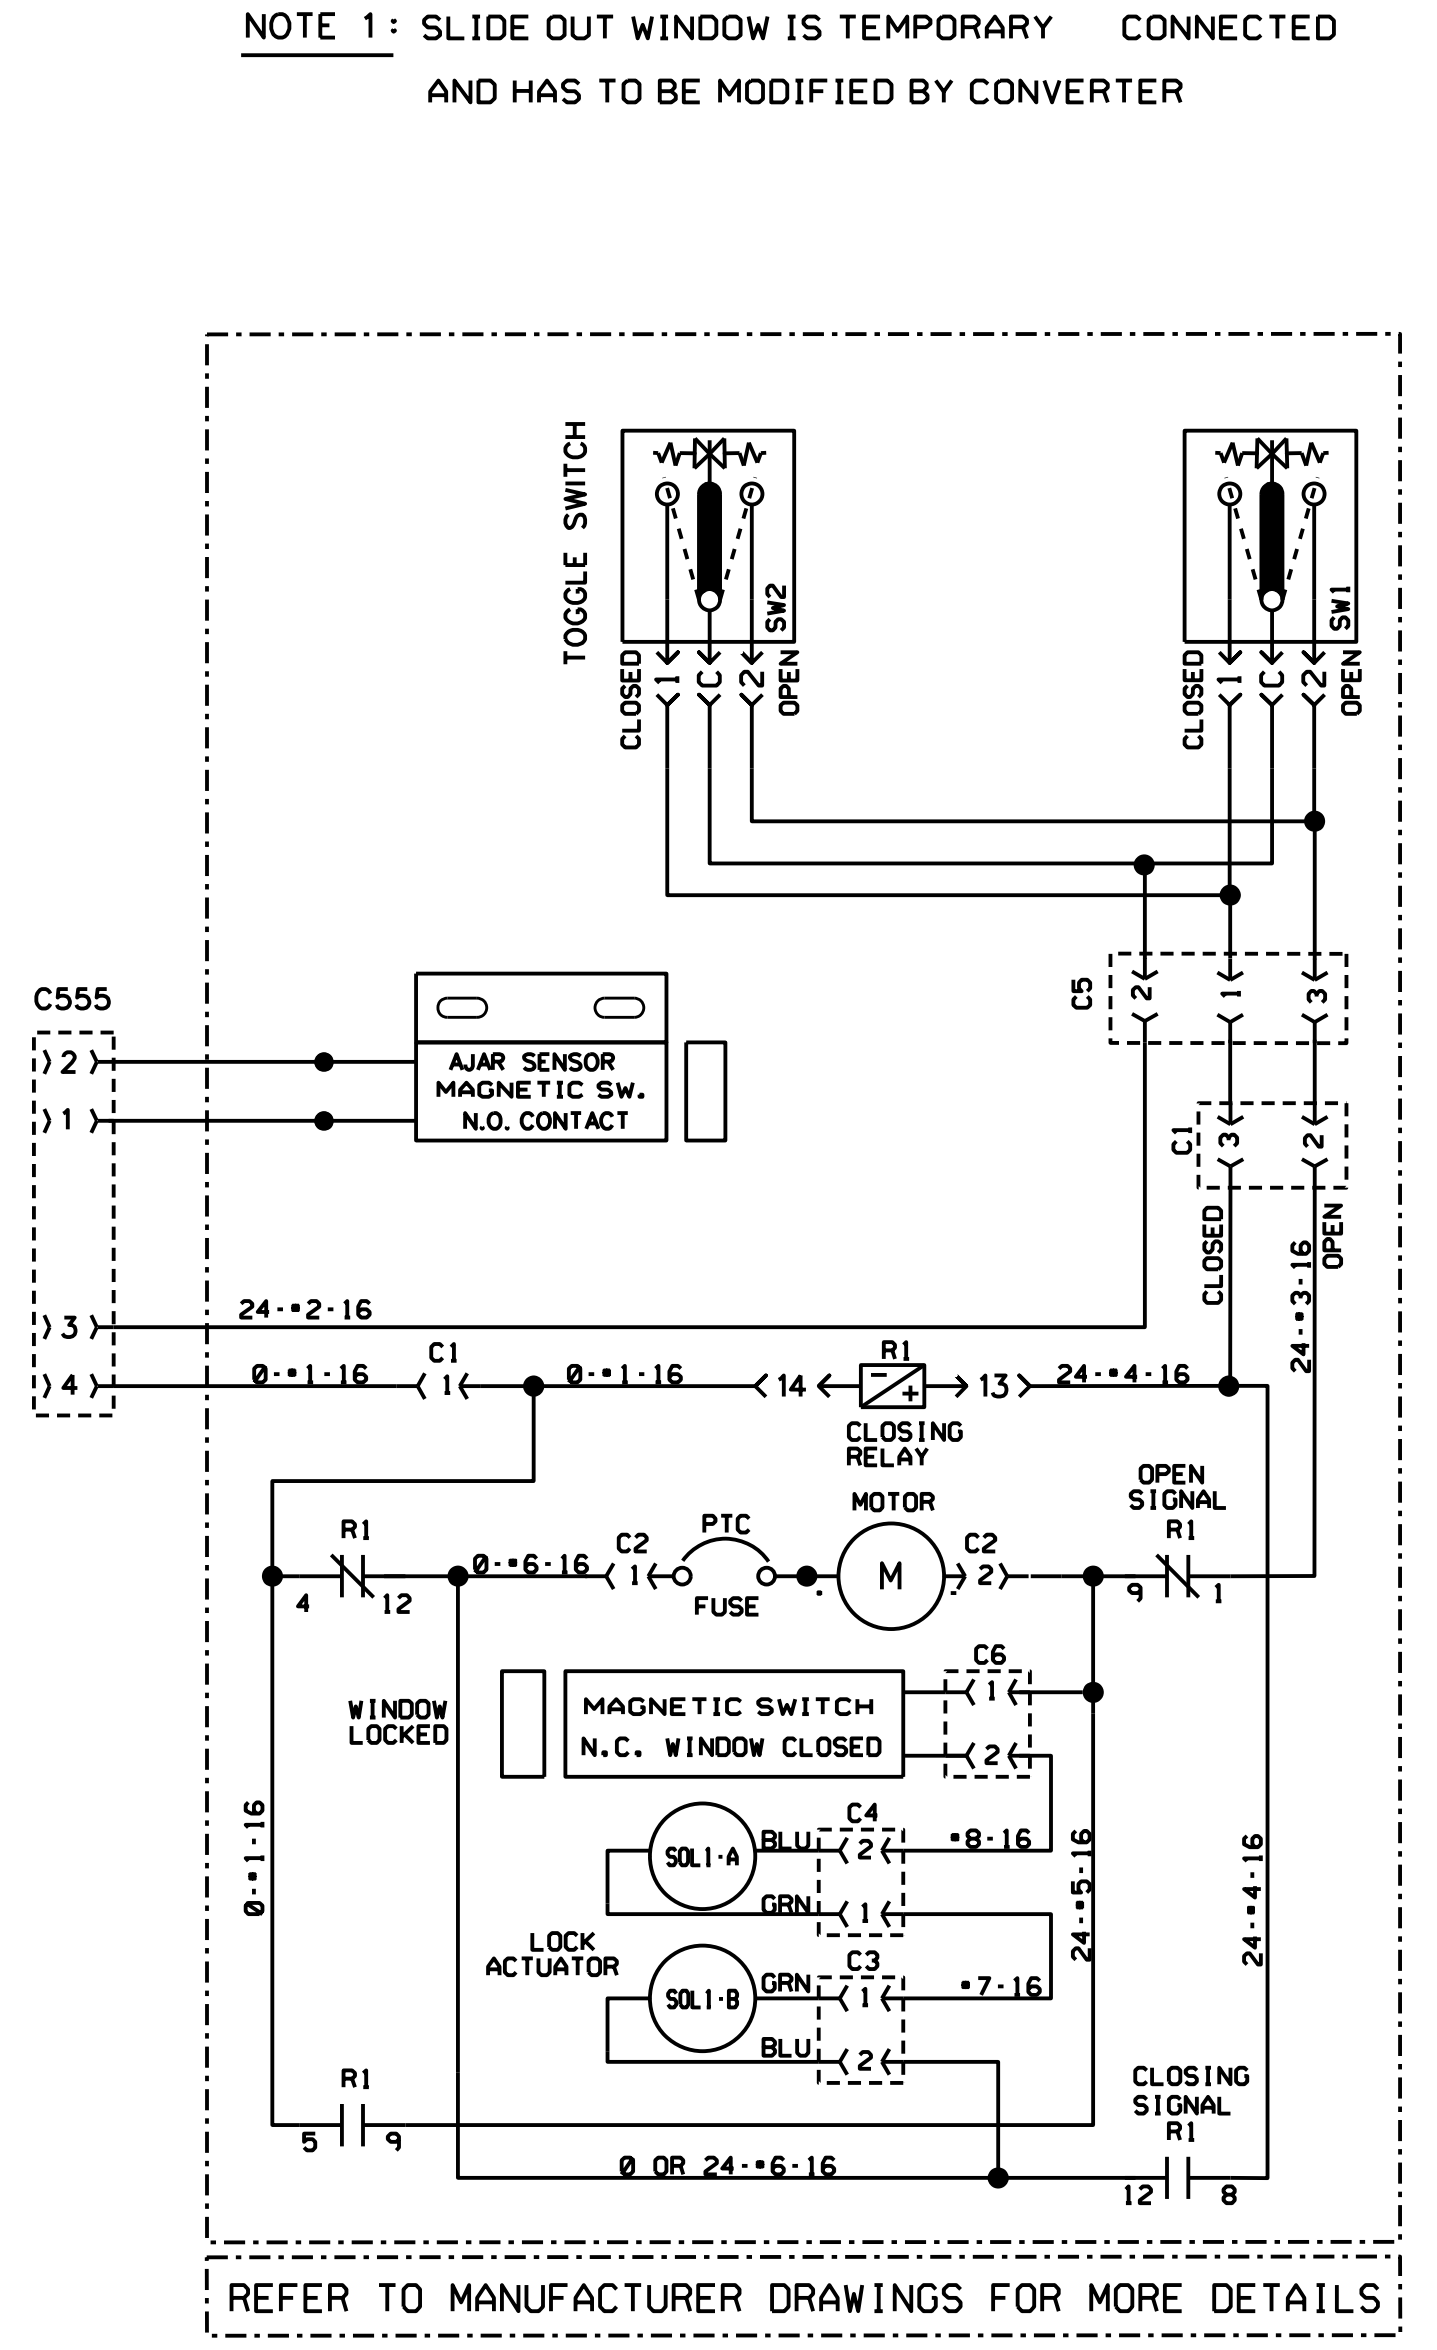 NOTE 1: SLIDE OUT WINDOW IS TEMPORARY CONNECTED
AND HAS TO BE MODIFIED BY CONVERTER
TOGGLE SWITCH
SW2
SW1
CLOSED
1
C
2
OPEN
CLOSED
1
C
2
OPEN
C5
2
1
3
C555
2
1
3
4
AJAR SENSOR
MAGNETIC SW.
N.O. CONTACT
C1
3
2
CLOSED
OPEN
24-*3-16
24-*2-16
0-*1-16
C1
1
0-*1-16
14
R1
-
+
13
24-*4-16
CLOSING
RELAY
R1
4
12
0-*6-16
C2
1
PTC
FUSE
MOTOR
M
C2
2
OPEN
SIGNAL
R1
9
1
WINDOW
LOCKED
MAGNETIC SWITCH
N.C. WINDOW CLOSED
C6
1
2
0-*1-16
SOL1-A
BLU
GRN
C4
2
1
*8-16
24-*5-16
24-*4-16
LOCK
ACTUATOR
SOL1-B
GRN
BLU
C3
1
2
*7-16
R1
5
9
CLOSING
SIGNAL
R1
12
8
0 OR 24-*6-16
REFER TO MANUFACTURER DRAWINGS FOR MORE DETAILS